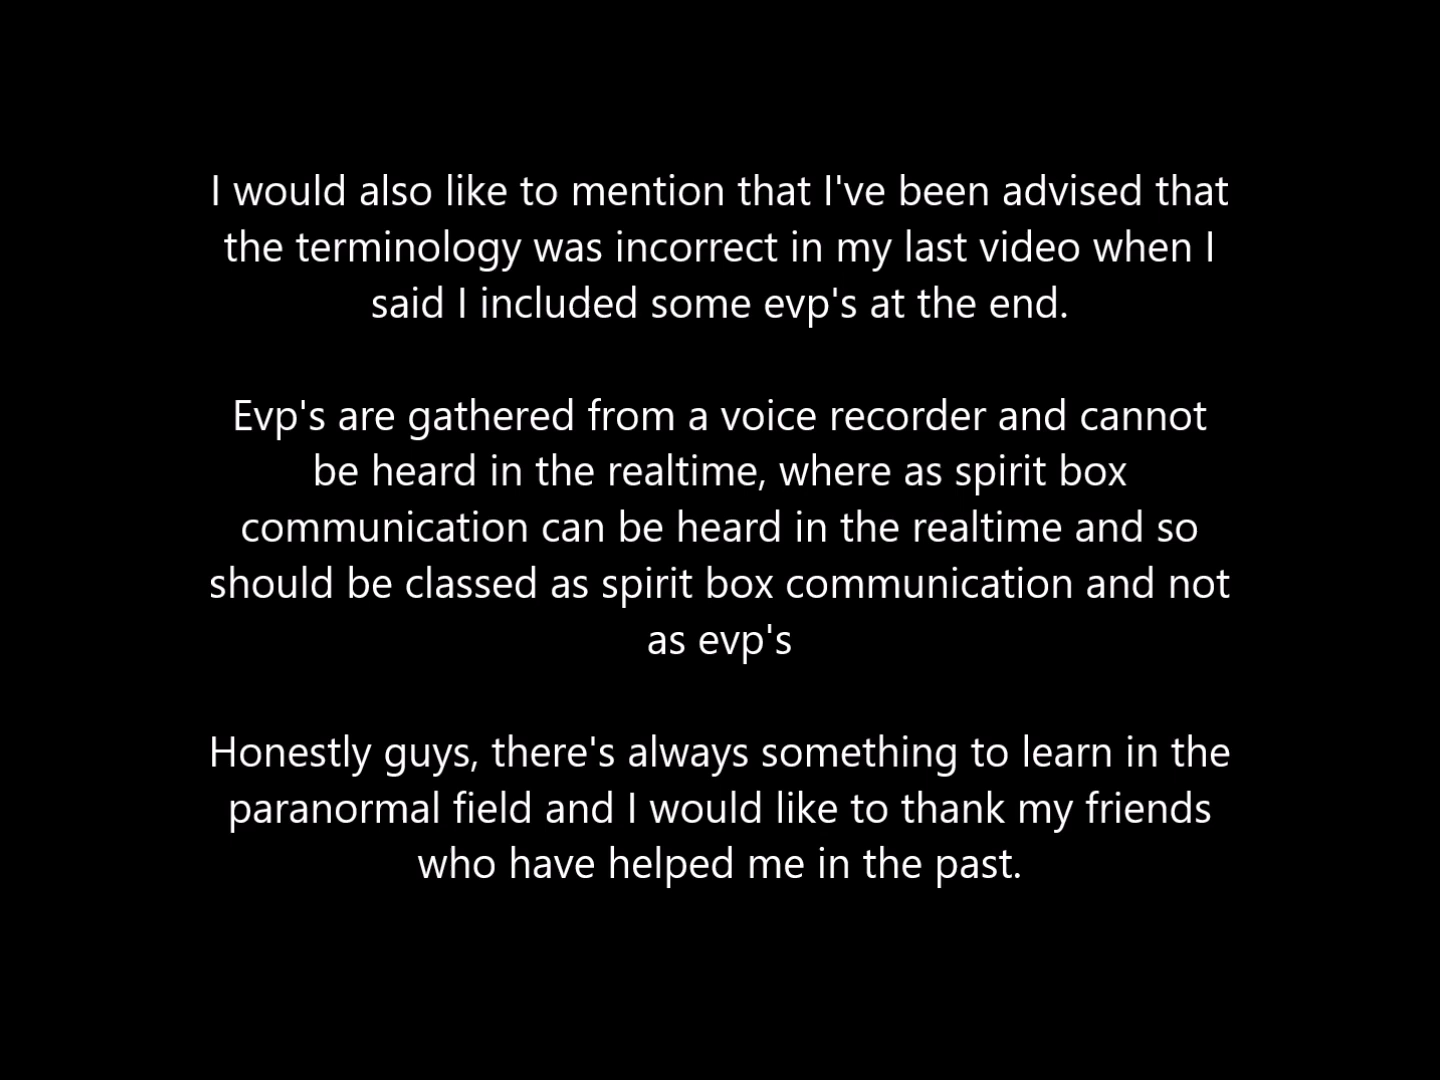 I would also like to mention that I've been advised that
the terminology was incorrect in my last video when I
said I included some evp's at the end.
Evp's are gathered from a voice recorder and cannot
be heard in the realtime, where as spirit box
communication can be heard in the realtime and so
should be classed as spirit box communication and not
as evp's
Honestly guys, there's always something to learn in the
paranormal field and I would like to thank my friends
who have helped me in the past.